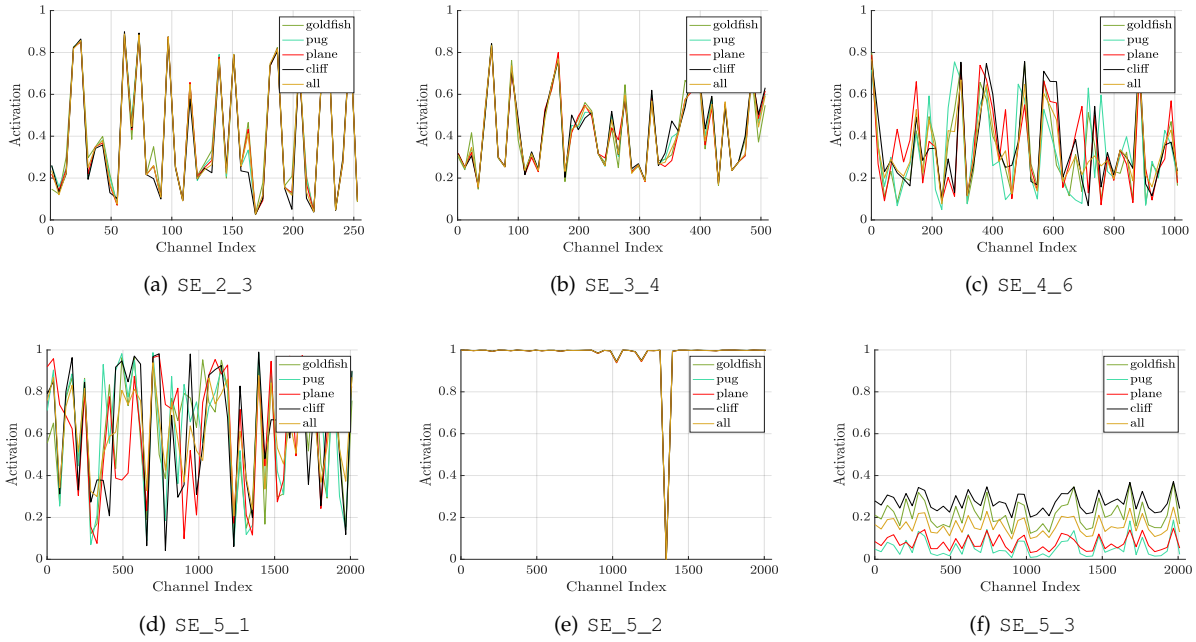 1
0.8
0.6
0.4
0.2
0
0 50 100 150 200 250
Activation
Channel Index
goldfish
pug
plane
cliff
all
(a) SE_2_3
1
0.8
0.6
0.4
0.2
0
0 100 200 300 400 500
Activation
Channel Index
goldfish
pug
plane
cliff
all
(b) SE_3_4
1
0.8
0.6
0.4
0.2
0
0 200 400 600 800 1000
Activation
Channel Index
goldfish
pug
plane
cliff
all
(c) SE_4_6
1
0.8
0.6
0.4
0.2
0
0 500 1000 1500 2000
Activation
Channel Index
goldfish
pug
plane
cliff
all
(d) SE_5_1
1
0.8
0.6
0.4
0.2
0
0 500 1000 1500 2000
Activation
Channel Index
goldfish
pug
plane
cliff
all
(e) SE_5_2
1
0.8
0.6
0.4
0.2
0
0 500 1000 1500 2000
Activation
Channel Index
goldfish
pug
plane
cliff
all
(f) SE_5_3